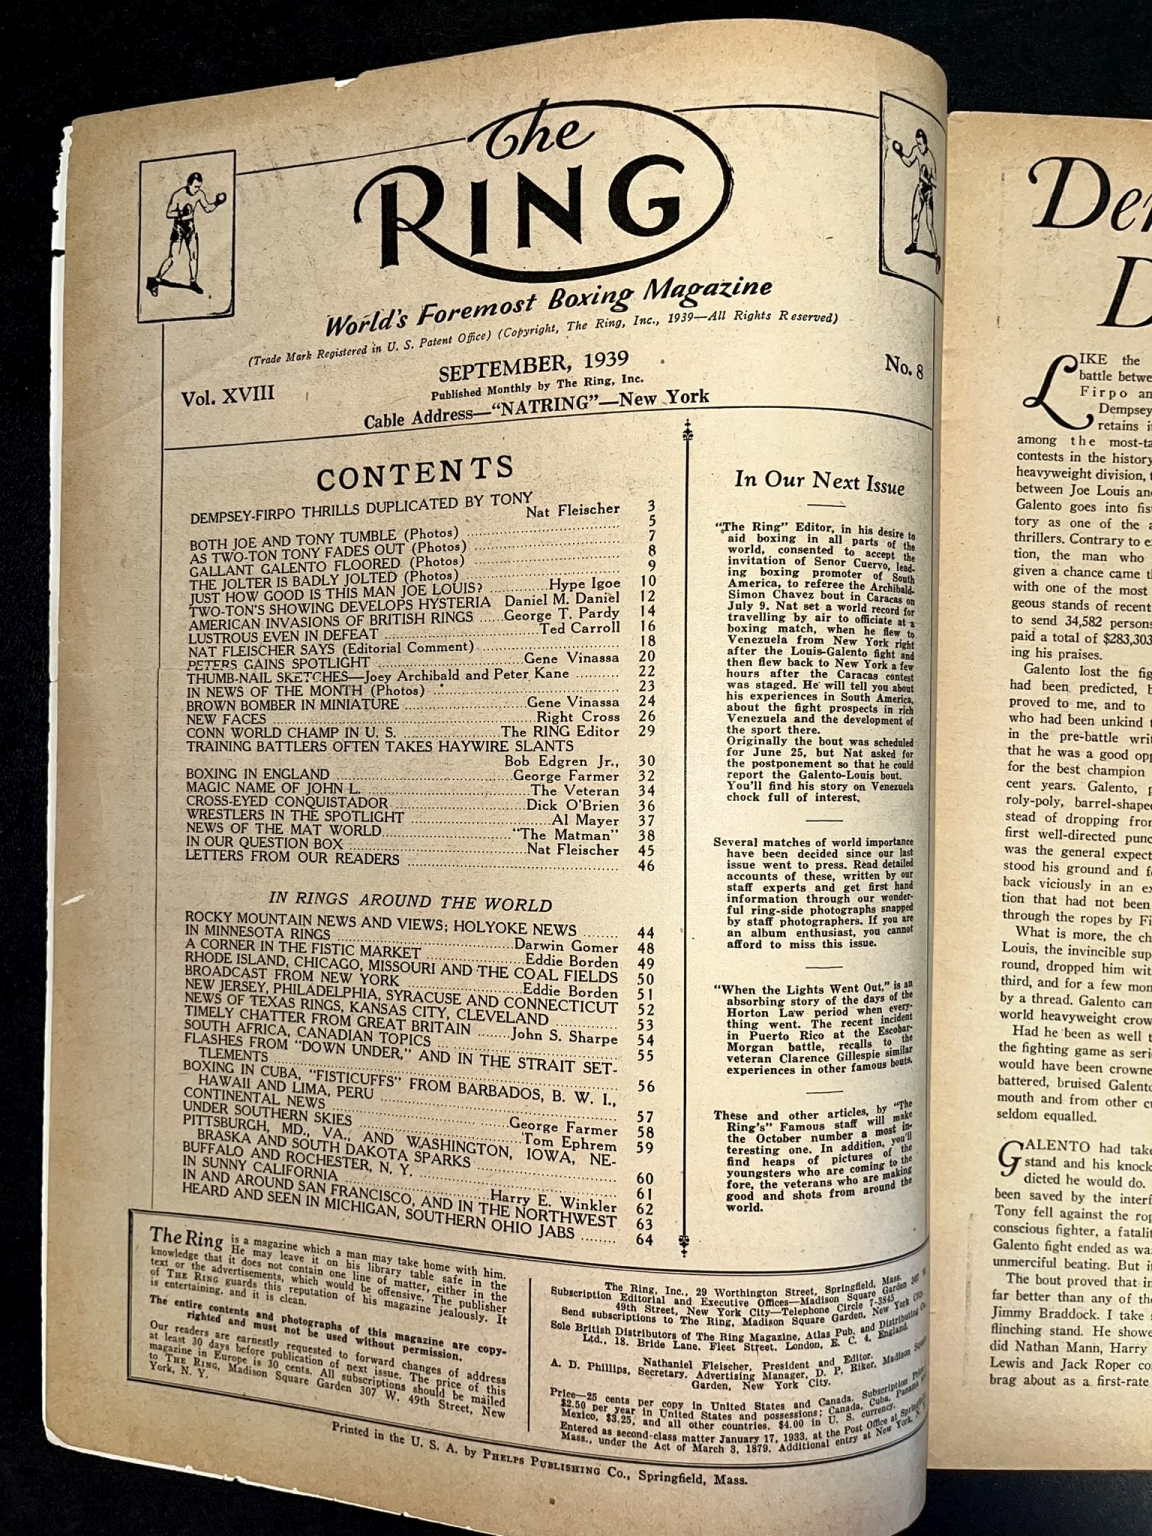 The
RING
World's Foremost Boxing Magazine
(Trade Mark Registered in U. S. Patent Office) (Copyright, The Ring, Inc., 1939—All Rights Reserved)
SEPTEMBER, 1939
Vol. XVIII
No. 8
Published Monthly by The Ring, Inc.
Cable Address—"NATRING"—New York
CONTENTS
DEMPSEY-FIRPO THRILLS DUPLICATED BY TONY
Nat Fleischer 3
BOTH JOE AND TONY TUMBLE (Photos) 5
AS TWO-TON TONY FADES OUT (Photos) 7
GALLANT GALENTO FLOORED (Photos) 8
THE JOLTER IS BADLY JOLTED (Photos) 9
JUST HOW GOOD IS THIS MAN JOE LOUIS? Hype Igoe 10
TWO-TON'S SHOWING DEVELOPS HYSTERIA Daniel M. Daniel 12
AMERICAN INVASIONS OF BRITISH RINGS George T. Pardy 14
LUSTROUS EVEN IN DEFEAT Ted Carroll 16
NAT FLEISCHER SAYS (Editorial Comment) 18
PETERS GAINS SPOTLIGHT Gene Vinassa 20
THUMB-NAIL SKETCHES—Joey Archibald and Peter Kane 22
IN NEWS OF THE MONTH (Photos) 23
BROWN BOMBER IN MINIATURE Gene Vinassa 24
NEW FACES Right Cross 26
CONN WORLD CHAMP IN U. S. The RING Editor 29
TRAINING BATTLERS OFTEN TAKES HAYWIRE SLANTS
Bob Edgren Jr., 30
BOXING IN ENGLAND George Farmer 32
MAGIC NAME OF JOHN L. The Veteran 34
CROSS-EYED CONQUISTADOR Dick O'Brien 36
WRESTLERS IN THE SPOTLIGHT Al Mayer 37
NEWS OF THE MAT WORLD "The Matman" 38
IN OUR QUESTION BOX Nat Fleischer 45
LETTERS FROM OUR READERS 46
IN RINGS AROUND THE WORLD
ROCKY MOUNTAIN NEWS AND VIEWS; HOLYOKE NEWS 44
IN MINNESOTA RINGS Darwin Gomer 48
A CORNER IN THE FISTIC MARKET Eddie Borden 49
RHODE ISLAND, CHICAGO, MISSOURI AND THE COAL FIELDS 50
BROADCAST FROM NEW YORK Eddie Borden 51
NEW JERSEY, PHILADELPHIA, SYRACUSE AND CONNECTICUT 52
NEWS OF TEXAS RINGS, KANSAS CITY, CLEVELAND 53
TIMELY CHATTER FROM GREAT BRITAIN John S. Sharpe 54
SOUTH AFRICA, CANADIAN TOPICS 55
FLASHES FROM "DOWN UNDER," AND IN THE STRAIT SET-
TLEMENTS 56
BOXING IN CUBA, "FISTICUFFS" FROM BARBADOS, B. W. I.,
HAWAII AND LIMA, PERU 57
CONTINENTAL NEWS George Farmer 58
UNDER SOUTHERN SKIES Tom Ephrem 59
PITTSBURGH, MD., VA., AND WASHINGTON, IOWA, NE-
BRASKA AND SOUTH DAKOTA SPARKS 60
BUFFALO AND ROCHESTER, N. Y. 61
IN SUNNY CALIFORNIA Harry E. Winkler 62
IN AND AROUND SAN FRANCISCO, AND IN THE NORTHWEST 63
HEARD AND SEEN IN MICHIGAN, SOUTHERN OHIO JABS 64
In Our Next Issue
"The Ring" Editor, in his desire to
aid boxing in all parts of the
world, consented to accept the
invitation of Senor Cuervo, lead-
ing boxing promoter of South
America, to referee the Archibald-
Simon Chavez bout in Caracas on
July 9. Nat set a world record for
travelling by air to officiate at a
boxing match, when he flew to
Venezuela from New York right
after the Louis-Galento fight and
then flew back to New York a few
hours after the Caracas contest
was staged. He will tell you about
his experiences in South America,
about the fight prospects in rich
Venezuela and the development of
the sport there.
Originally the bout was scheduled
for June 25, but Nat asked for
the postponement so that he could
report the Galento-Louis bout.
You'll find his story on Venezuela
chock full of interest.
Several matches of world importance
have been decided since our last
issue went to press. Read detailed
accounts of these, written by our
staff experts and get first hand
information through our wonder-
ful ring-side photographs snapped
by staff photographers. If you are
an album enthusiast, you cannot
afford to miss this issue.
"When the Lights Went Out," is an
absorbing story of the days of the
Horton Law period when every-
thing went. The recent incident
in Puerto Rico at the Escobar-
Morgan battle, recalls to the
veteran Clarence Gillespie similar
experiences in other famous bouts.
These and other articles, by "The
Ring's" Famous staff will make
the October number a most in-
teresting one. In addition, you'll
find heaps of pictures of the
youngsters who are coming to the
fore, the veterans who are making
good and shots from around the
world.
The Ring is a magazine which a man may take home with him.
He may leave it on his library table safe in the
knowledge that it does not contain one line of matter, either in the
text or the advertisements, which would be offensive. The publisher
of THE RING guards this reputation of his magazine jealously. It
is entertaining, and it is clean.
The entire contents and photographs of this magazine are copy-
righted and must not be used without permission.
Our readers are earnestly requested to forward changes of address
at least 30 days before publication of next issue. The price of this
magazine in Europe is 30 cents. All subscriptions should be mailed
to THE RING, Madison Square Garden 307 W. 49th Street, New
York, N. Y.
The Ring, Inc., 29 Worthington Street, Springfield, Mass.
Subscription Editorial and Executive Offices—Madison Square Garden 307 W.
49th Street, New York City—Telephone Circle 7-3845
Send subscriptions to The Ring, Madison Square Garden, New York City
Sole British Distributors of The Ring Magazine, Atlas Pub. and Distributing Co.
Ltd., 18. Bride Lane. Fleet Street. London, E. C. 4, England.
Nathaniel Fleischer, President and Editor.
A. D. Phillips, Secretary. Advertising Manager, D. P. Riker, Madison Square
Garden, New York City.
Price—25 cents per copy in United States and Canada. Subscription Price
$2.50 per year in United States and possessions; Canada, Cuba, Panama and
Mexico, $3.25, and all other countries, $4.00 in U. S. currency.
Entered as second-class matter January 17, 1933, at the Post Office at Springfield,
Mass., under the Act of March 3, 1879. Additional entry at New York, N.
Printed in the U. S. A. by PHELPS PUBLISHING CO., Springfield, Mass.
LIKE the
battle betwe
Firpo an
Dempsey
retains i
among the most-ta
contests in the history
heavyweight division, t
between Joe Louis and
Galento goes into fis
tory as one of the a
thrillers. Contrary to e
tion, the man who
given a chance came th
with one of the most
geous stands of recent
to send 34,582 persons
paid a total of $283,303
ing his praises.
Galento lost the fig
had been predicted, b
proved to me, and to
who had been unkind t
in the pre-battle writ
that he was a good opp
for the best champion
cent years. Galento, p
roly-poly, barrel-shape
stead of dropping from
first well-directed punc
was the general expect
stood his ground and fo
back viciously in an ex
tion that had not been
through the ropes by Fi
What is more, the ch
Louis, the invincible sup
round, dropped him wit
third, and for a few mom
by a thread. Galento cam
world heavyweight crow
Had he been as well t
the fighting game as serio
would have been crowne
battered, bruised Galento
mouth and from other cu
seldom equalled.
GALENTO had take
stand and his knock
dicted he would do.
been saved by the interf
Tony fell against the rop
conscious fighter, a fatalit
Galento fight ended as wa
unmerciful beating. But i
The bout proved that in
far better than any of the
Jimmy Braddock. I take
flinching stand. He showe
did Nathan Mann, Harry
Lewis and Jack Roper co
brag about as a first-rate